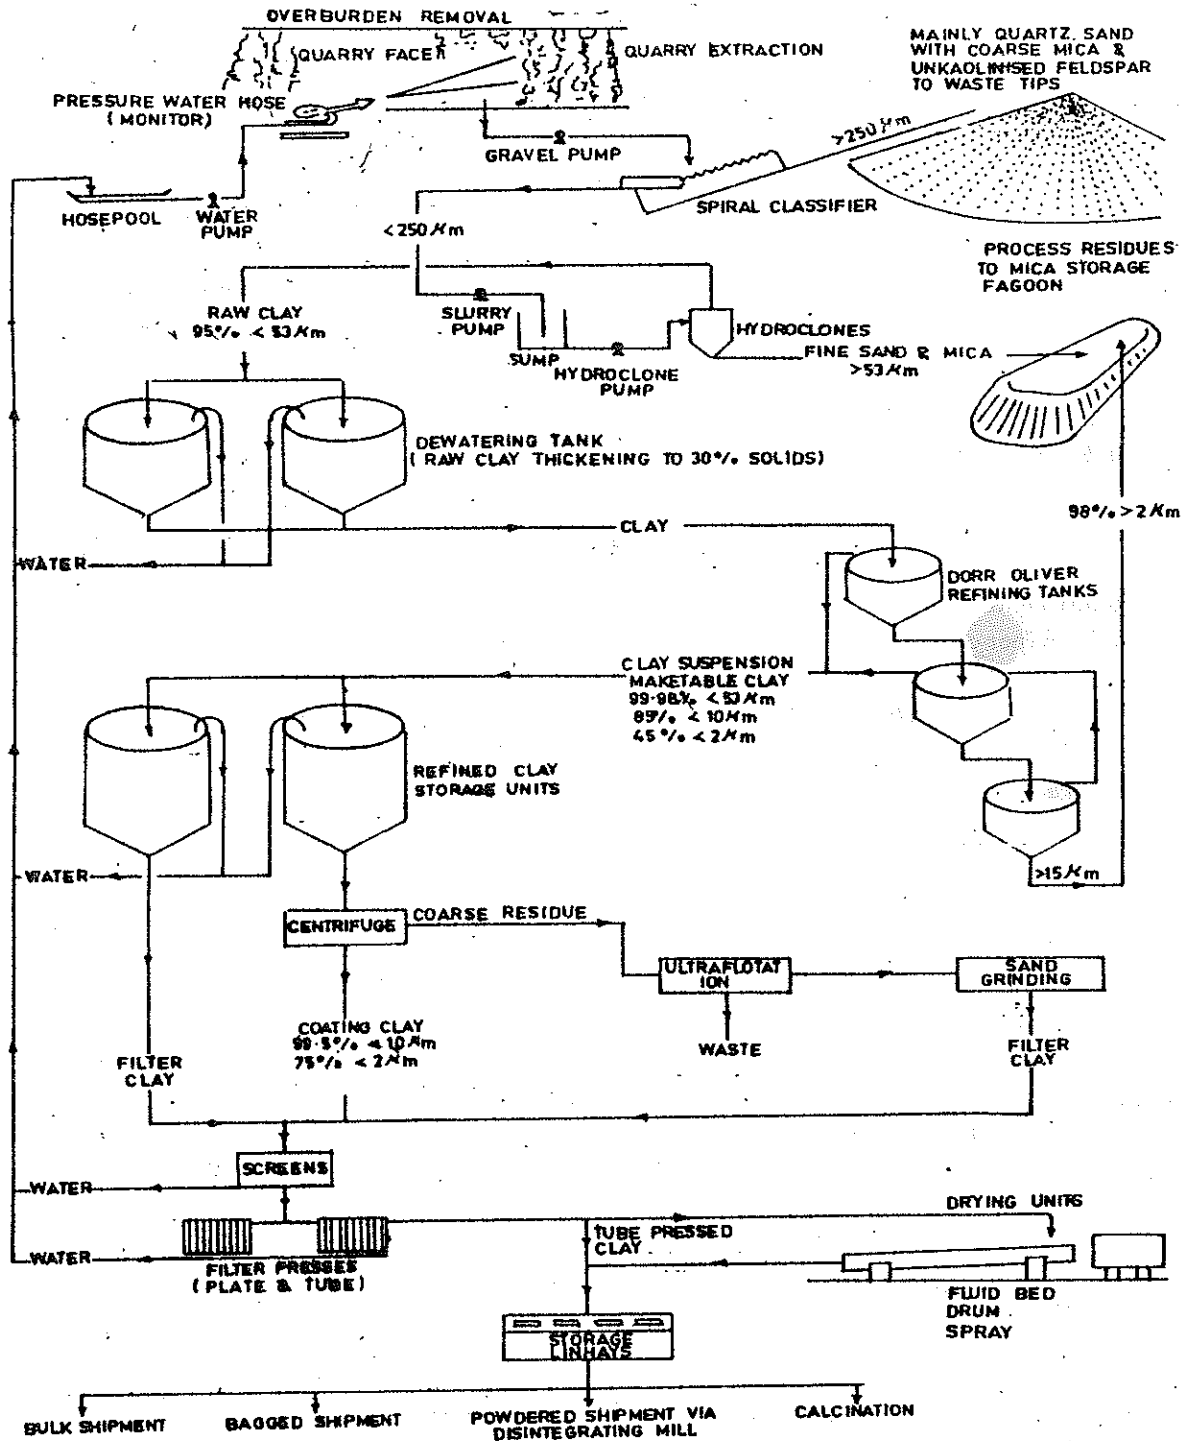 OVERBURDEN REMOVAL
QUARRY FACE
QUARRY EXTRACTION
MAINLY QUARTZ, SAND
WITH COARSE MICA &
UNKAOLINISED FELDSPAR
TO WASTE TIPS
PRESSURE WATER HOSE
(MONITOR)
GRAVEL PUMP
>250 μm
HOSEPOOL
WATER
PUMP
SPIRAL CLASSIFIER
<250 μm
PROCESS RESIDUES
TO MICA STORAGE
FAGOON
RAW CLAY
95% < 53 μm
SLURRY
PUMP
SUMP
HYDROCLONE
PUMP
HYDROCLONES
FINE SAND & MICA
>53 μm
DEWATERING TANK
(RAW CLAY THICKENING TO 30% SOLIDS)
CLAY
98% > 2 μm
WATER
DORR OLIVER
REFINING TANKS
CLAY SUSPENSION
MAKETABLE CLAY
99.98% < 53 μm
85% < 10 μm
45% < 2 μm
REFINED CLAY
STORAGE UNITS
WATER
>15 μm
CENTRIFUGE
COARSE RESIDUE
ULTRAFLOTAT
ION
SAND
GRINDING
WASTE
FILTER
CLAY
COATING CLAY
99.5% < 10 μm
75% < 2 μm
FILTER
CLAY
SCREENS
WATER
WATER
FILTER PRESSES
(PLATE & TUBE)
TUBE PRESSED
CLAY
DRYING UNITS
FLUID BED
DRUM
SPRAY
STORAGE
LINHAYS
BULK SHIPMENT
BAGGED SHIPMENT
POWDERED SHIPMENT VIA
DISINTEGRATING MILL
CALCINATION